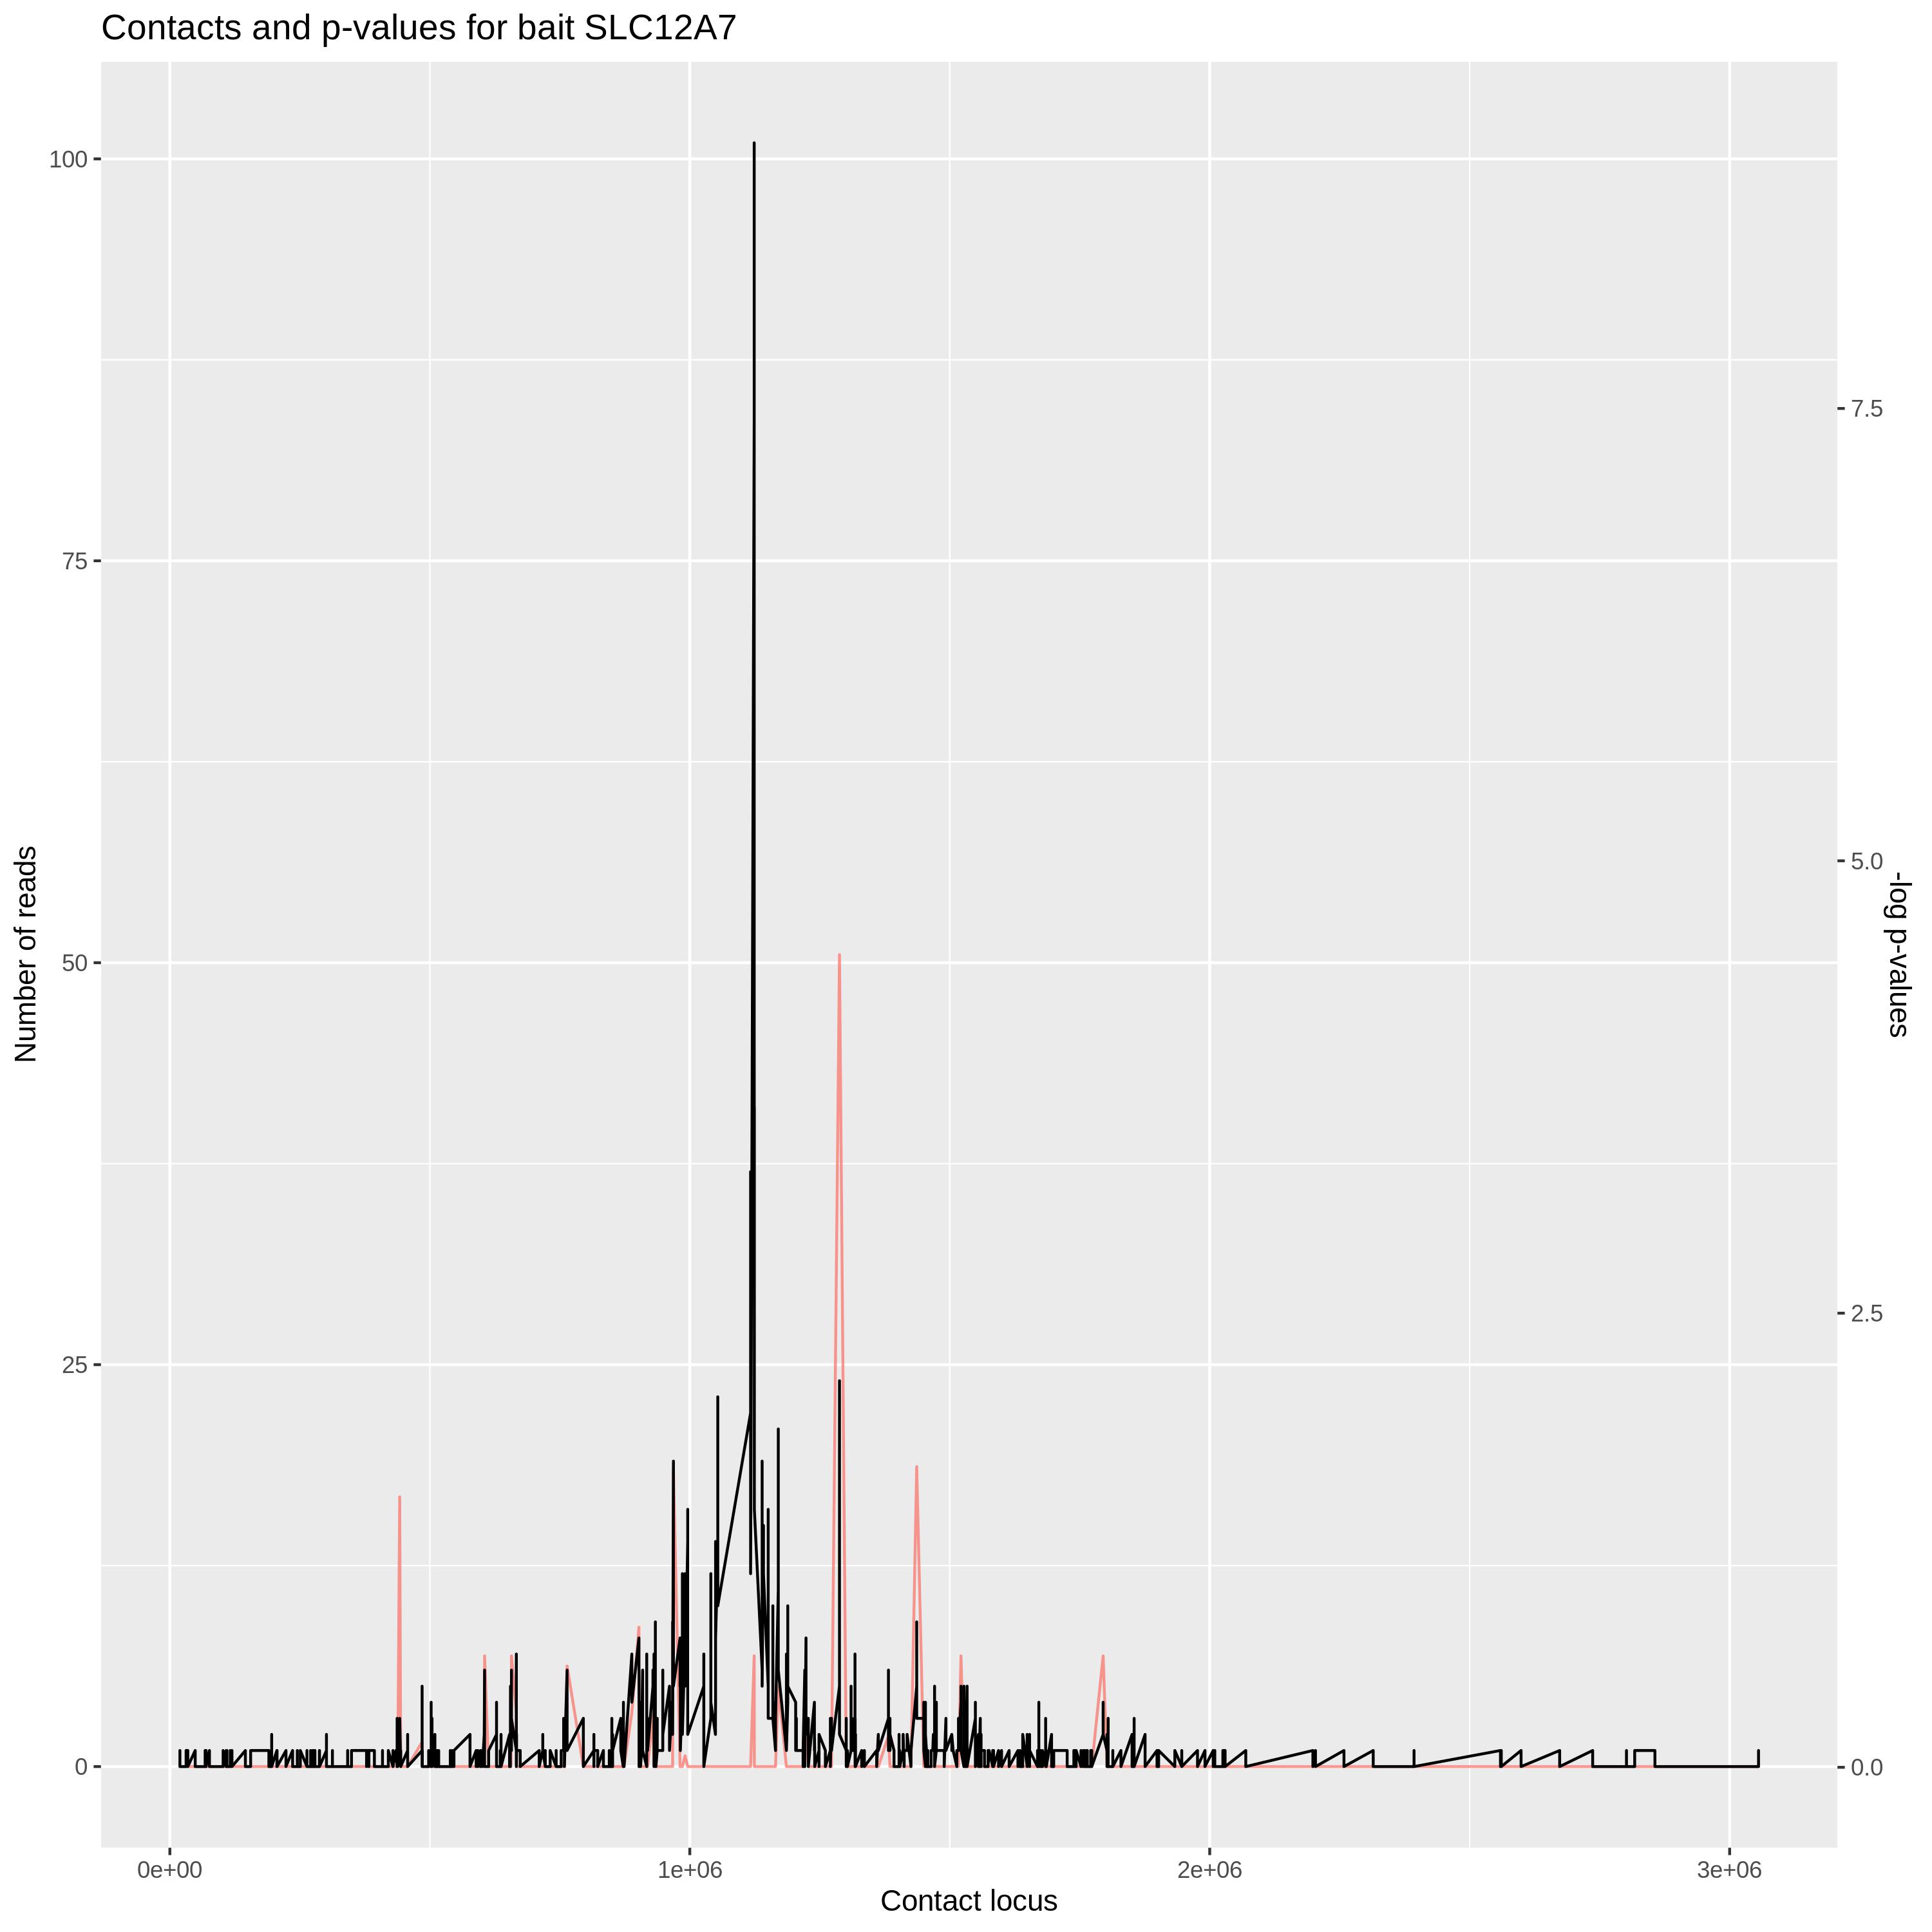 Contacts and p-values for bait SLC12A7
100
75
50
25
0
Number of reads
7.5
5.0
2.5
0.0
-log p-values
0e+00
1e+06
2e+06
3e+06
Contact locus